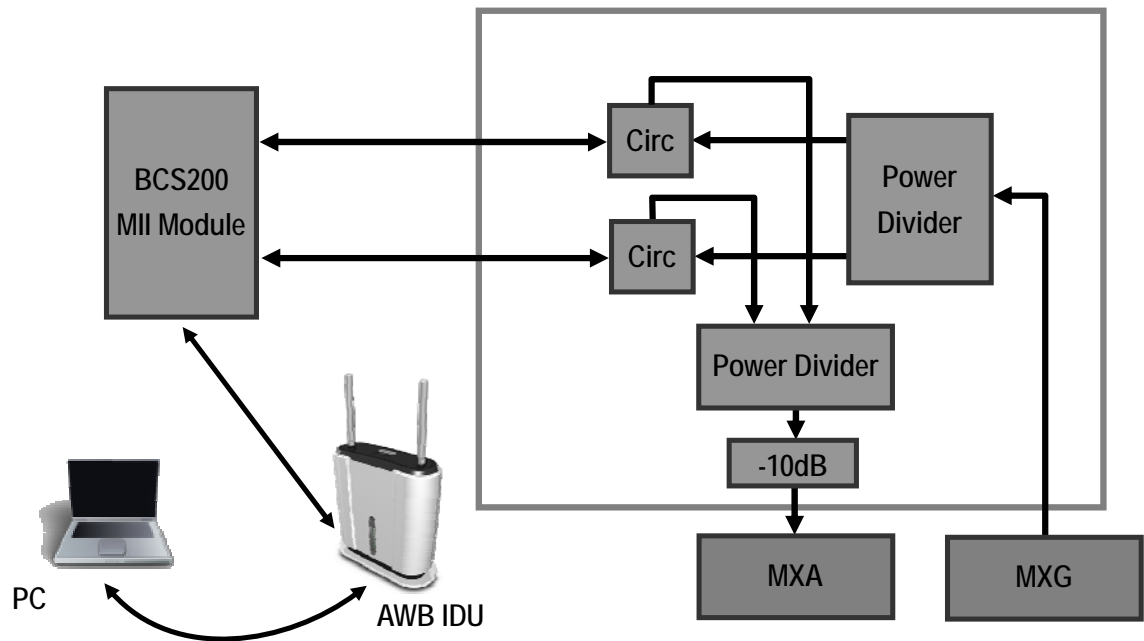 Circ
BCS200
MII Module
Power
Divider
Circ
Power Divider
-10dB
MXA
MXG
PC
AWB IDU